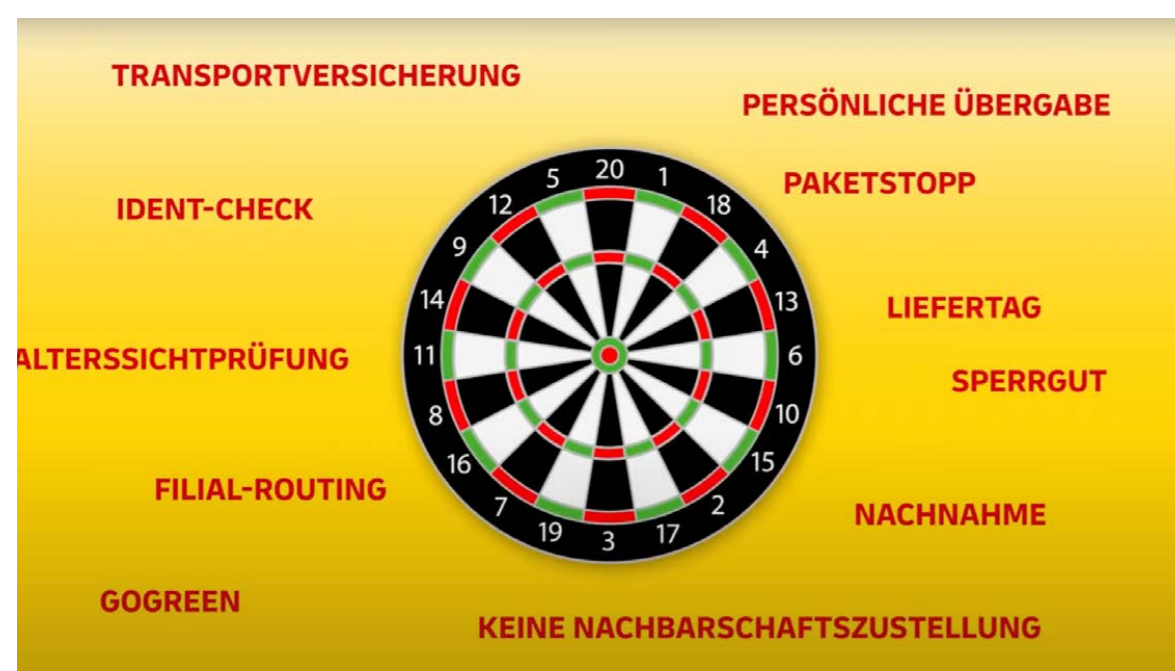 TRANSPORTVERSICHERUNG
PERSÖNLICHE ÜBERGABE
PAKETSTOPP
IDENT-CHECK
LIEFERTAG
ALTERSSICHTPRÜFUNG
SPERRGUT
FILIAL-ROUTING
NACHNAHME
GOGREEN
KEINE NACHBARSCHAFTSZUSTELLUNG
20
1
18
4
13
6
10
15
2
17
3
19
7
16
8
11
14
9
12
5